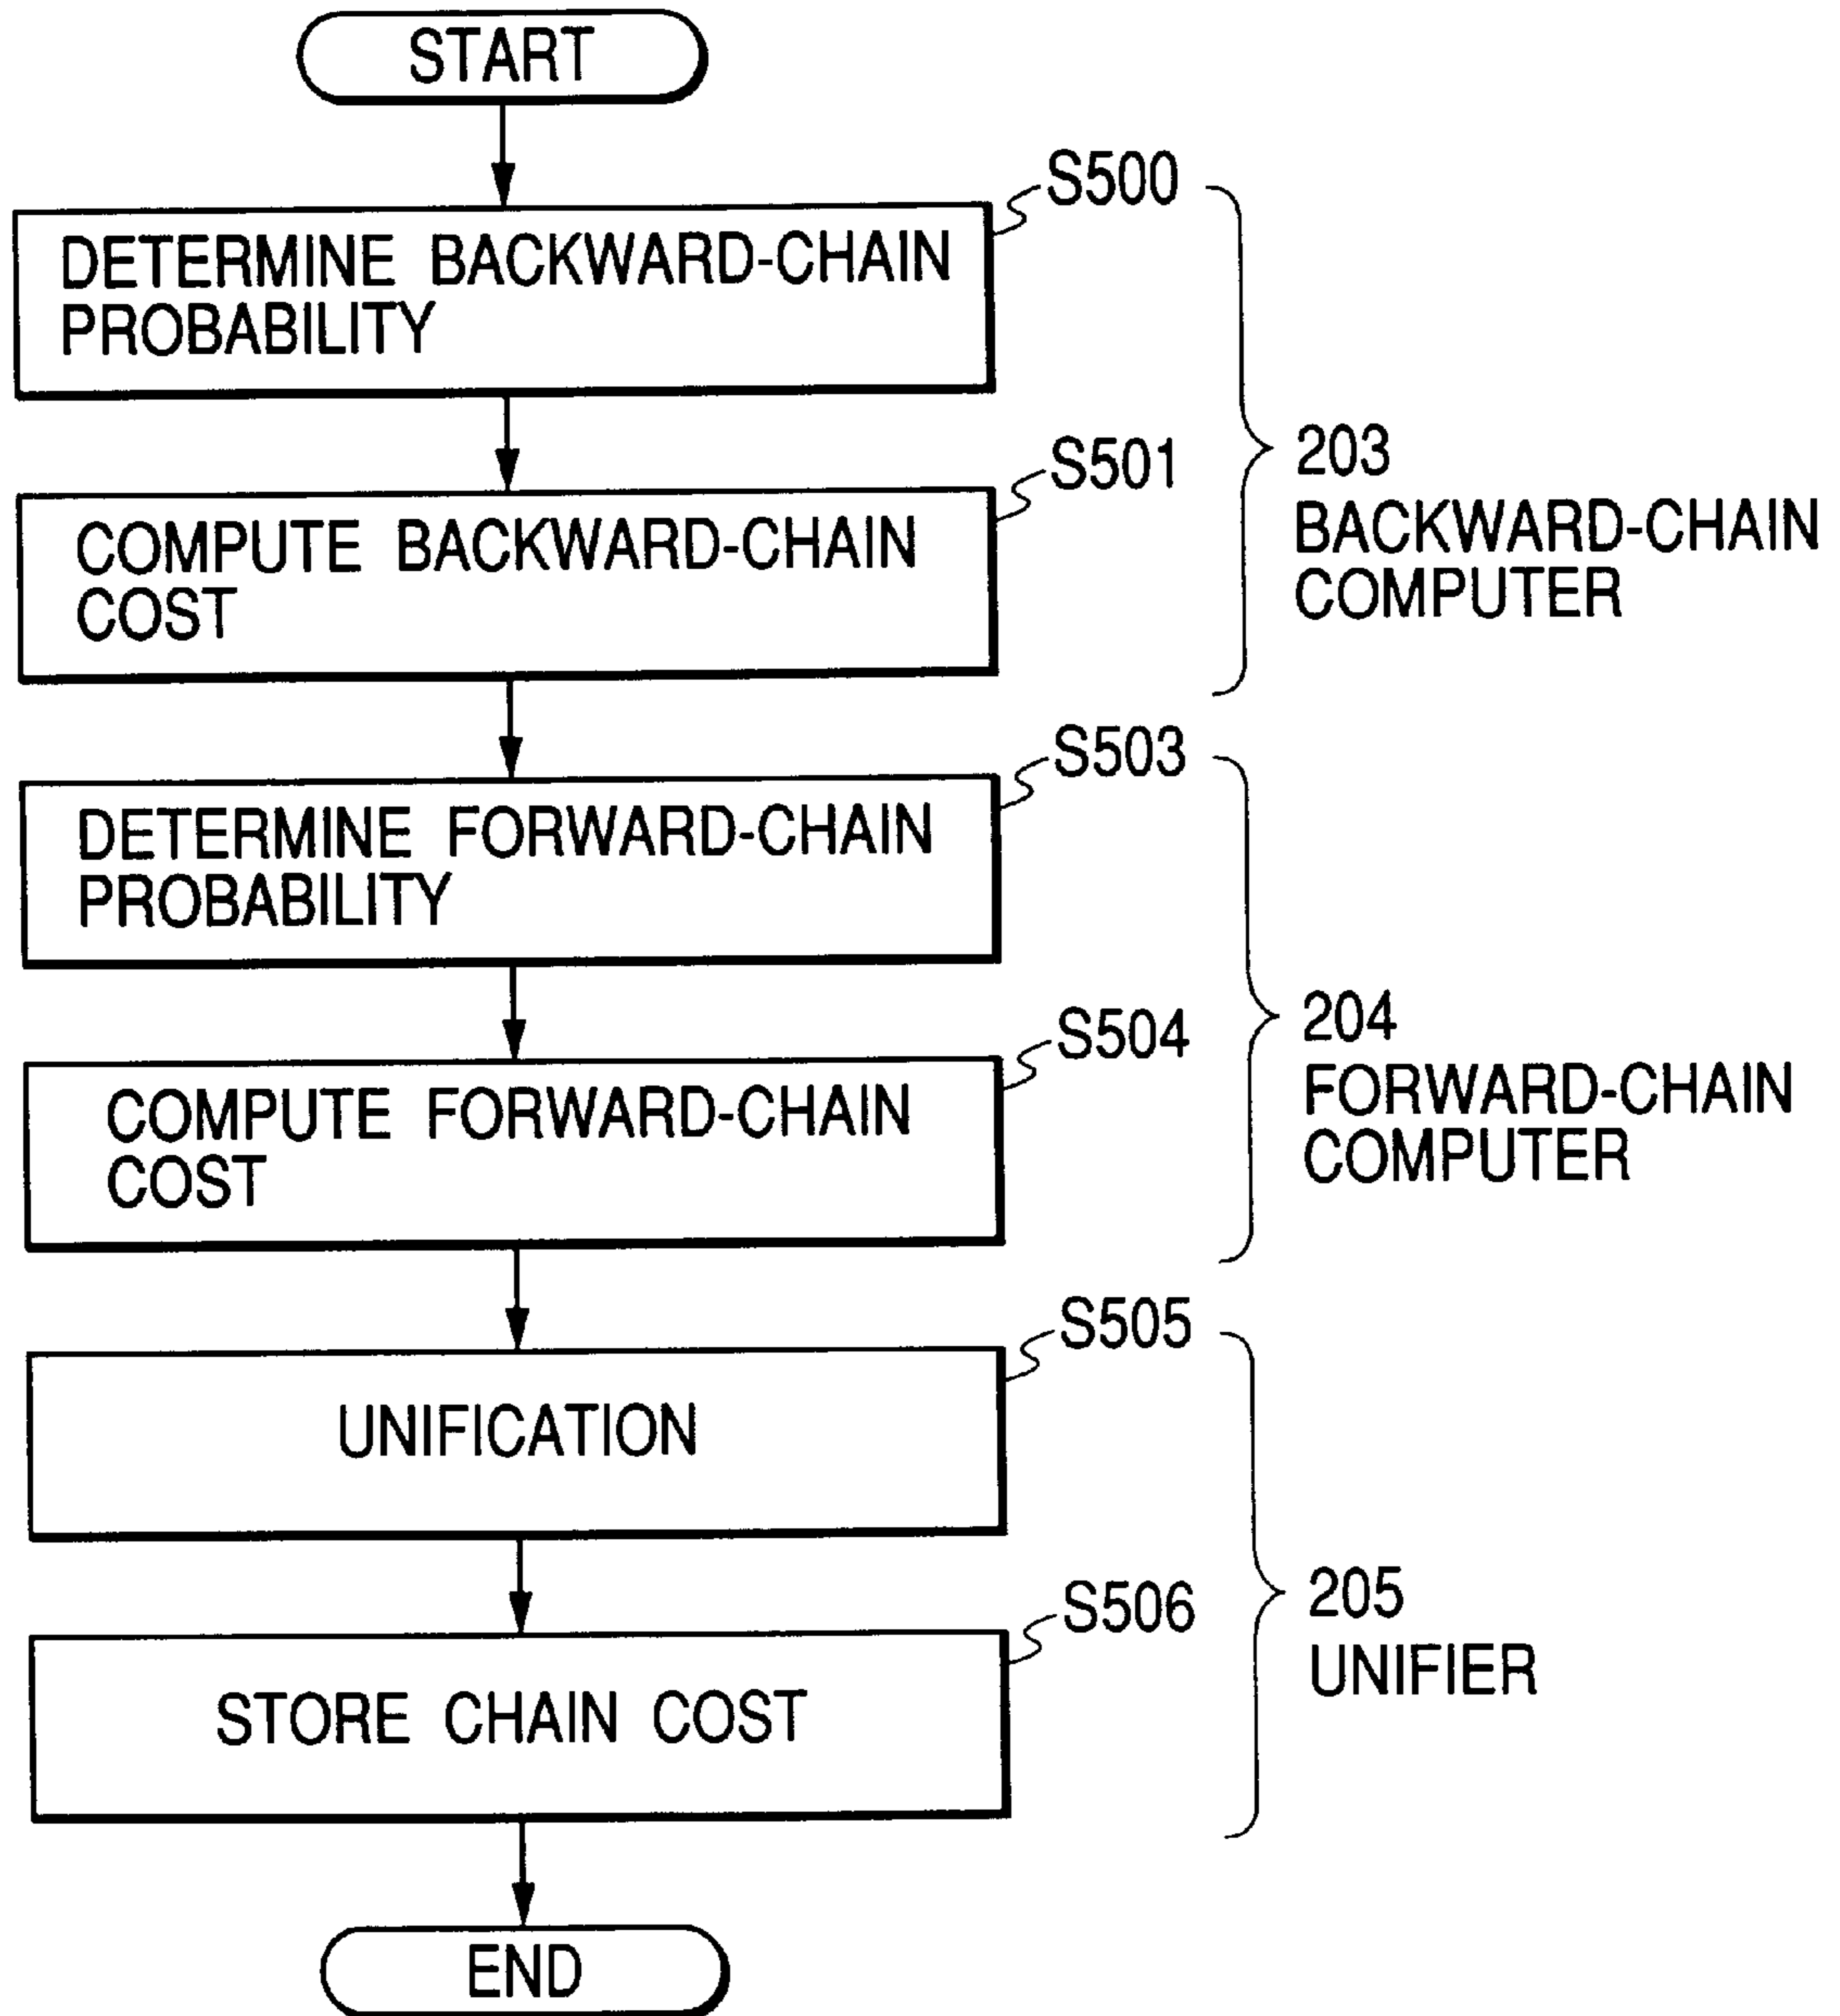 START
S500
DETERMINE BACKWARD-CHAIN
PROBABILITY
S501
COMPUTE BACKWARD-CHAIN
COST
203
BACKWARD-CHAIN
COMPUTER
S503
DETERMINE FORWARD-CHAIN
PROBABILITY
S504
COMPUTE FORWARD-CHAIN
COST
204
FORWARD-CHAIN
COMPUTER
S505
UNIFICATION
S506
STORE CHAIN COST
205
UNIFIER
END